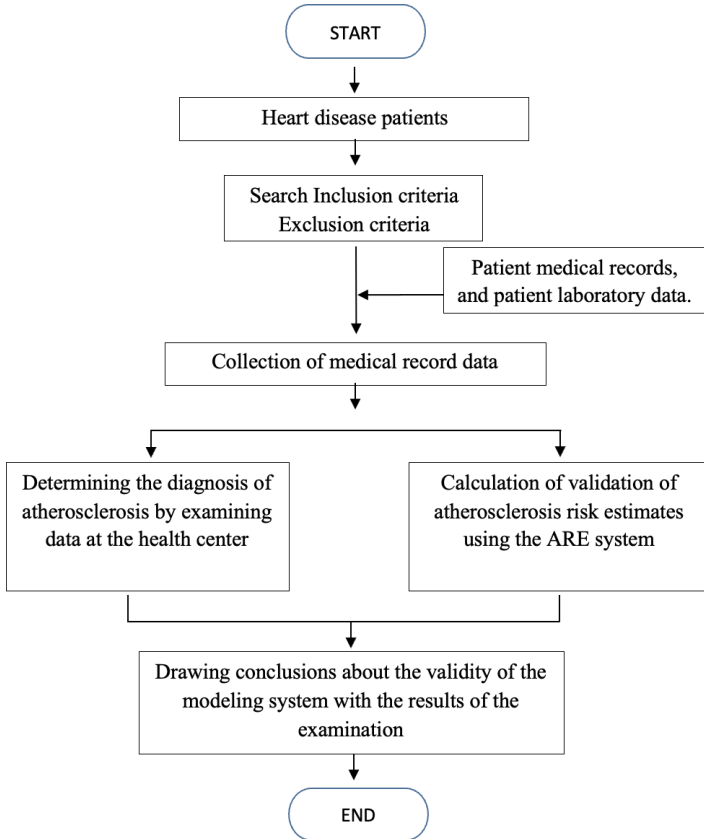 START
Heart disease patients
Search Inclusion criteria
Exclusion criteria
Patient medical records,
and patient laboratory data.
Collection of medical record data
Determining the diagnosis of
atherosclerosis by examining
data at the health center
Calculation of validation of
atherosclerosis risk estimates
using the ARE system
Drawing conclusions about the validity of the
modeling system with the results of the
examination
END